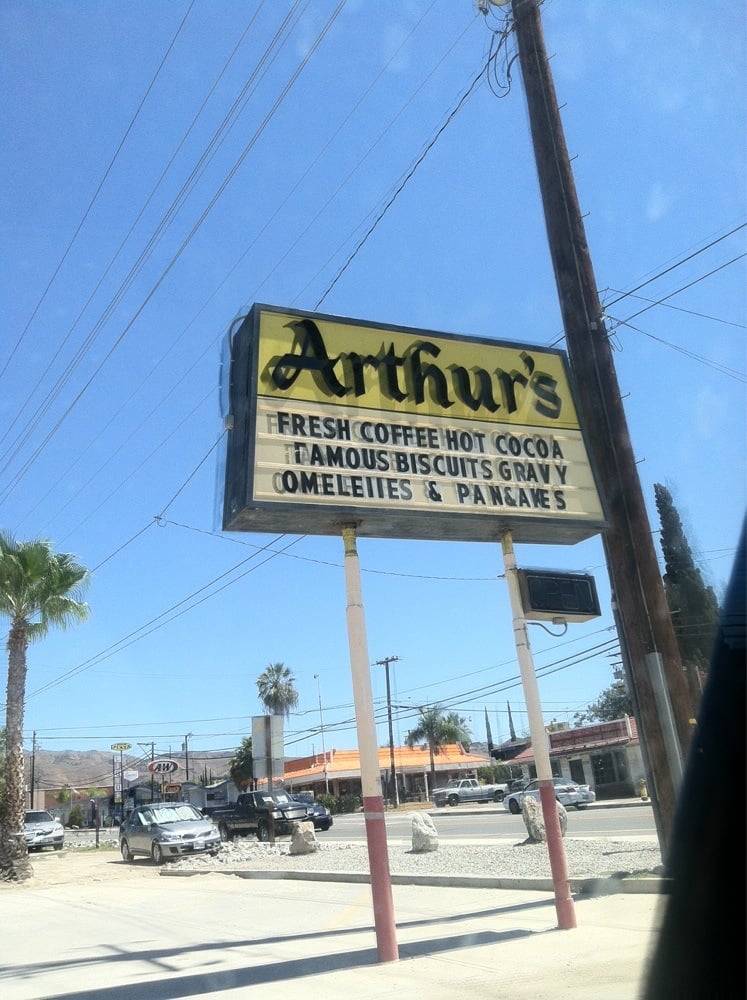 Arthur's
FRESH COFFEE HOT COCOA
FAMOUS BISCUITS GRAVY
OMELETTES & PANCAKES
A&W